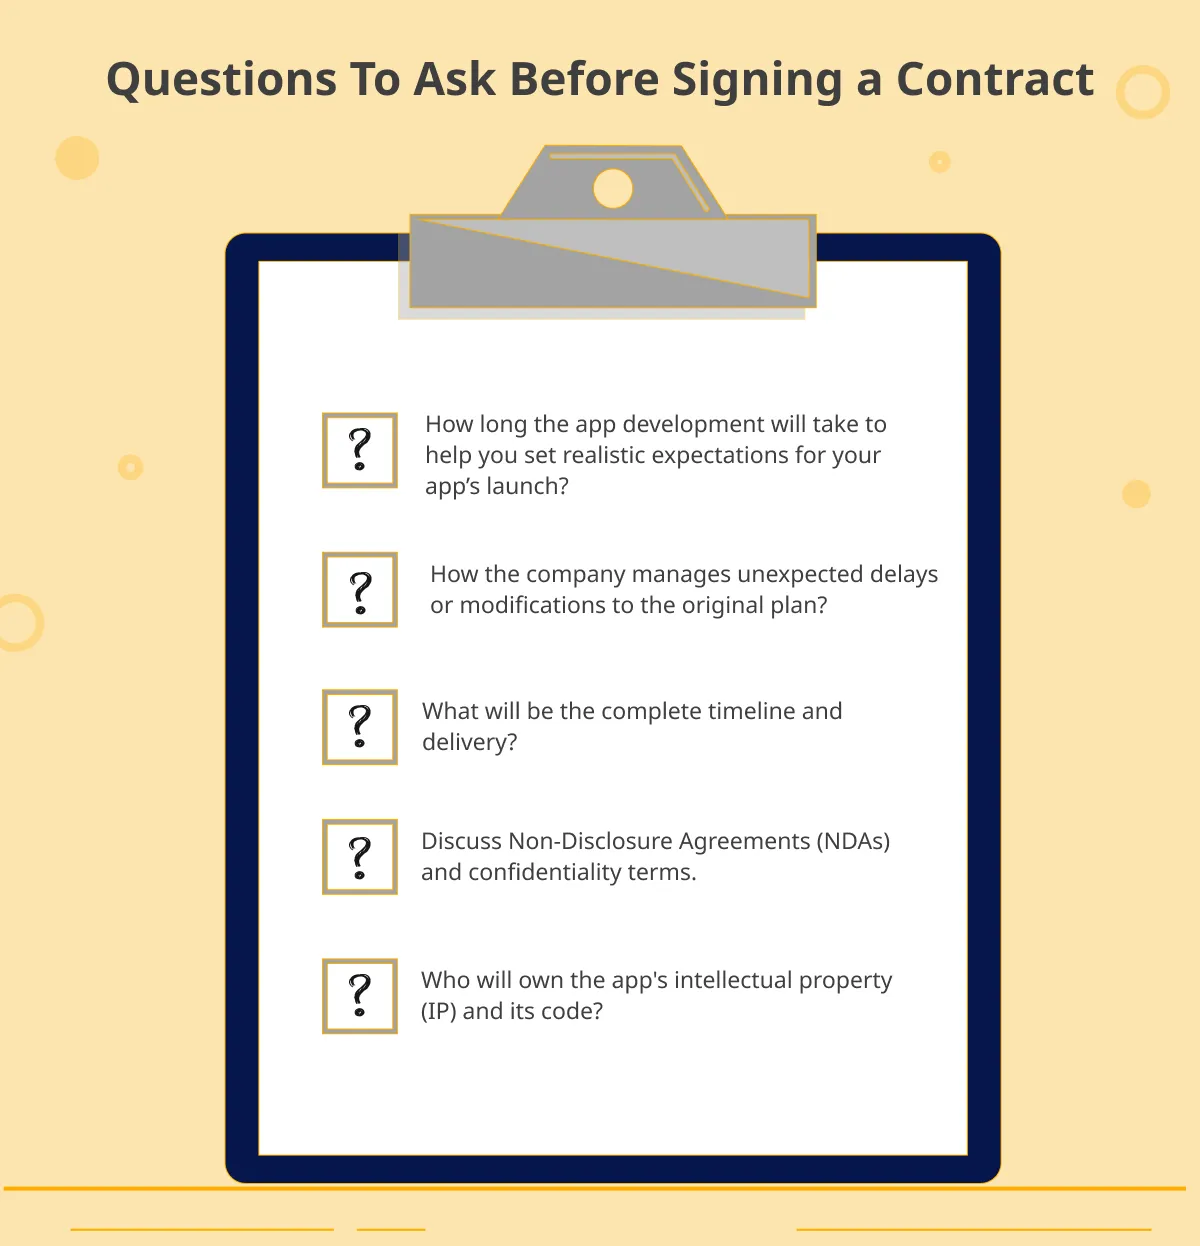 Questions To Ask Before Signing a Contract
?
How long the app development will take to
help you set realistic expectations for your
app’s launch?
?
How the company manages unexpected delays
or modifications to the original plan?
?
What will be the complete timeline and
delivery?
?
Discuss Non-Disclosure Agreements (NDAs)
and confidentiality terms.
?
Who will own the app's intellectual property
(IP) and its code?